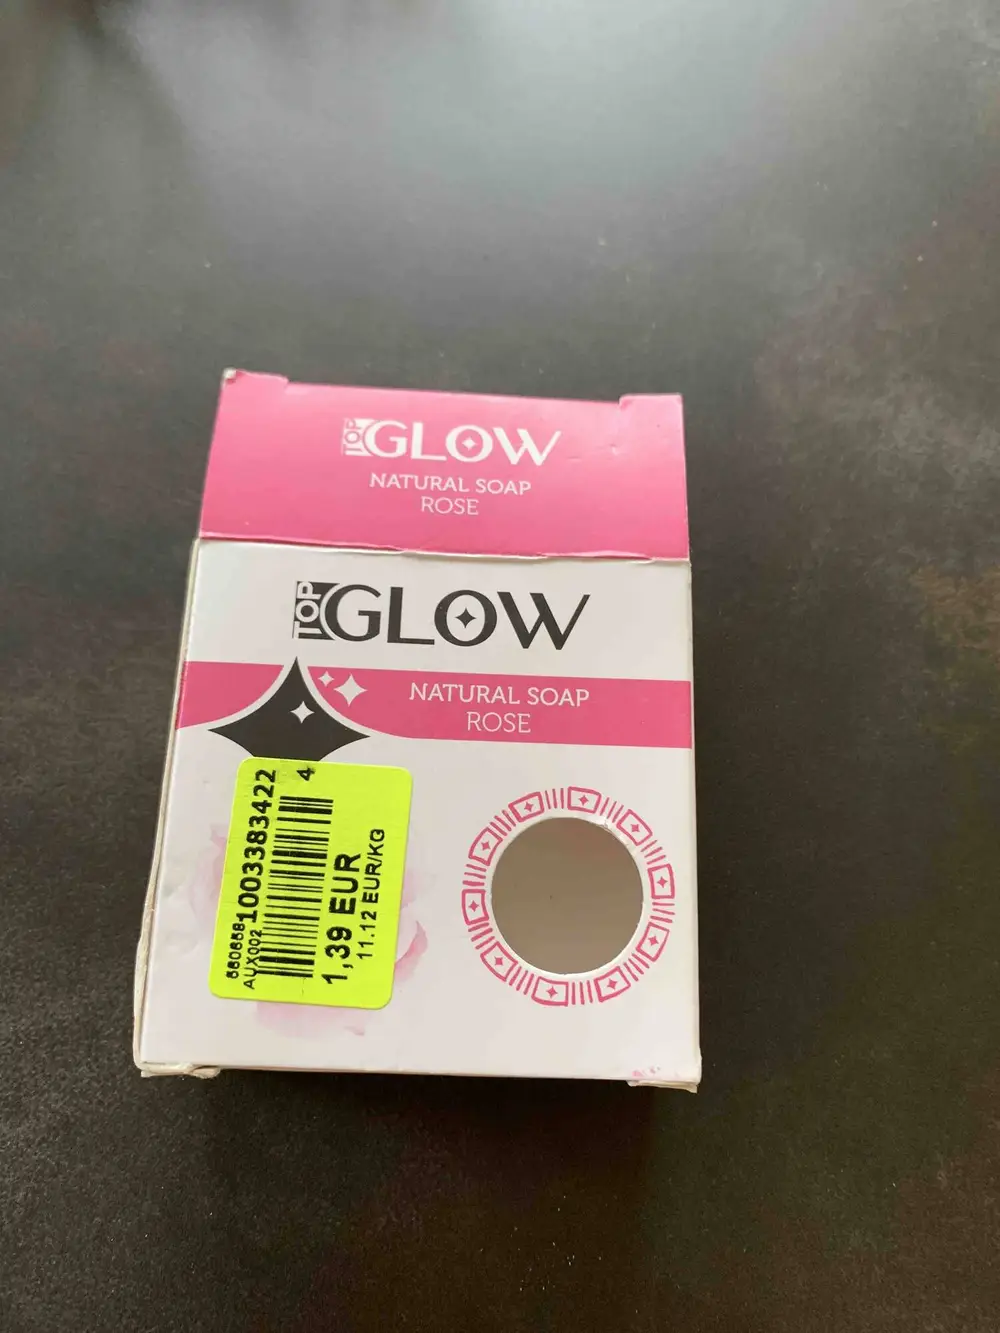 TOP GLOW
NATURAL SOAP
ROSE
TOP GLOW
NATURAL SOAP
ROSE
AUX002
1003383422
4
1,39 EUR
11.12 EUR/KG